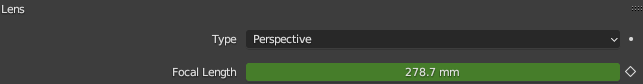 Lens
Type Perspective
Focal Length 278.7 mm